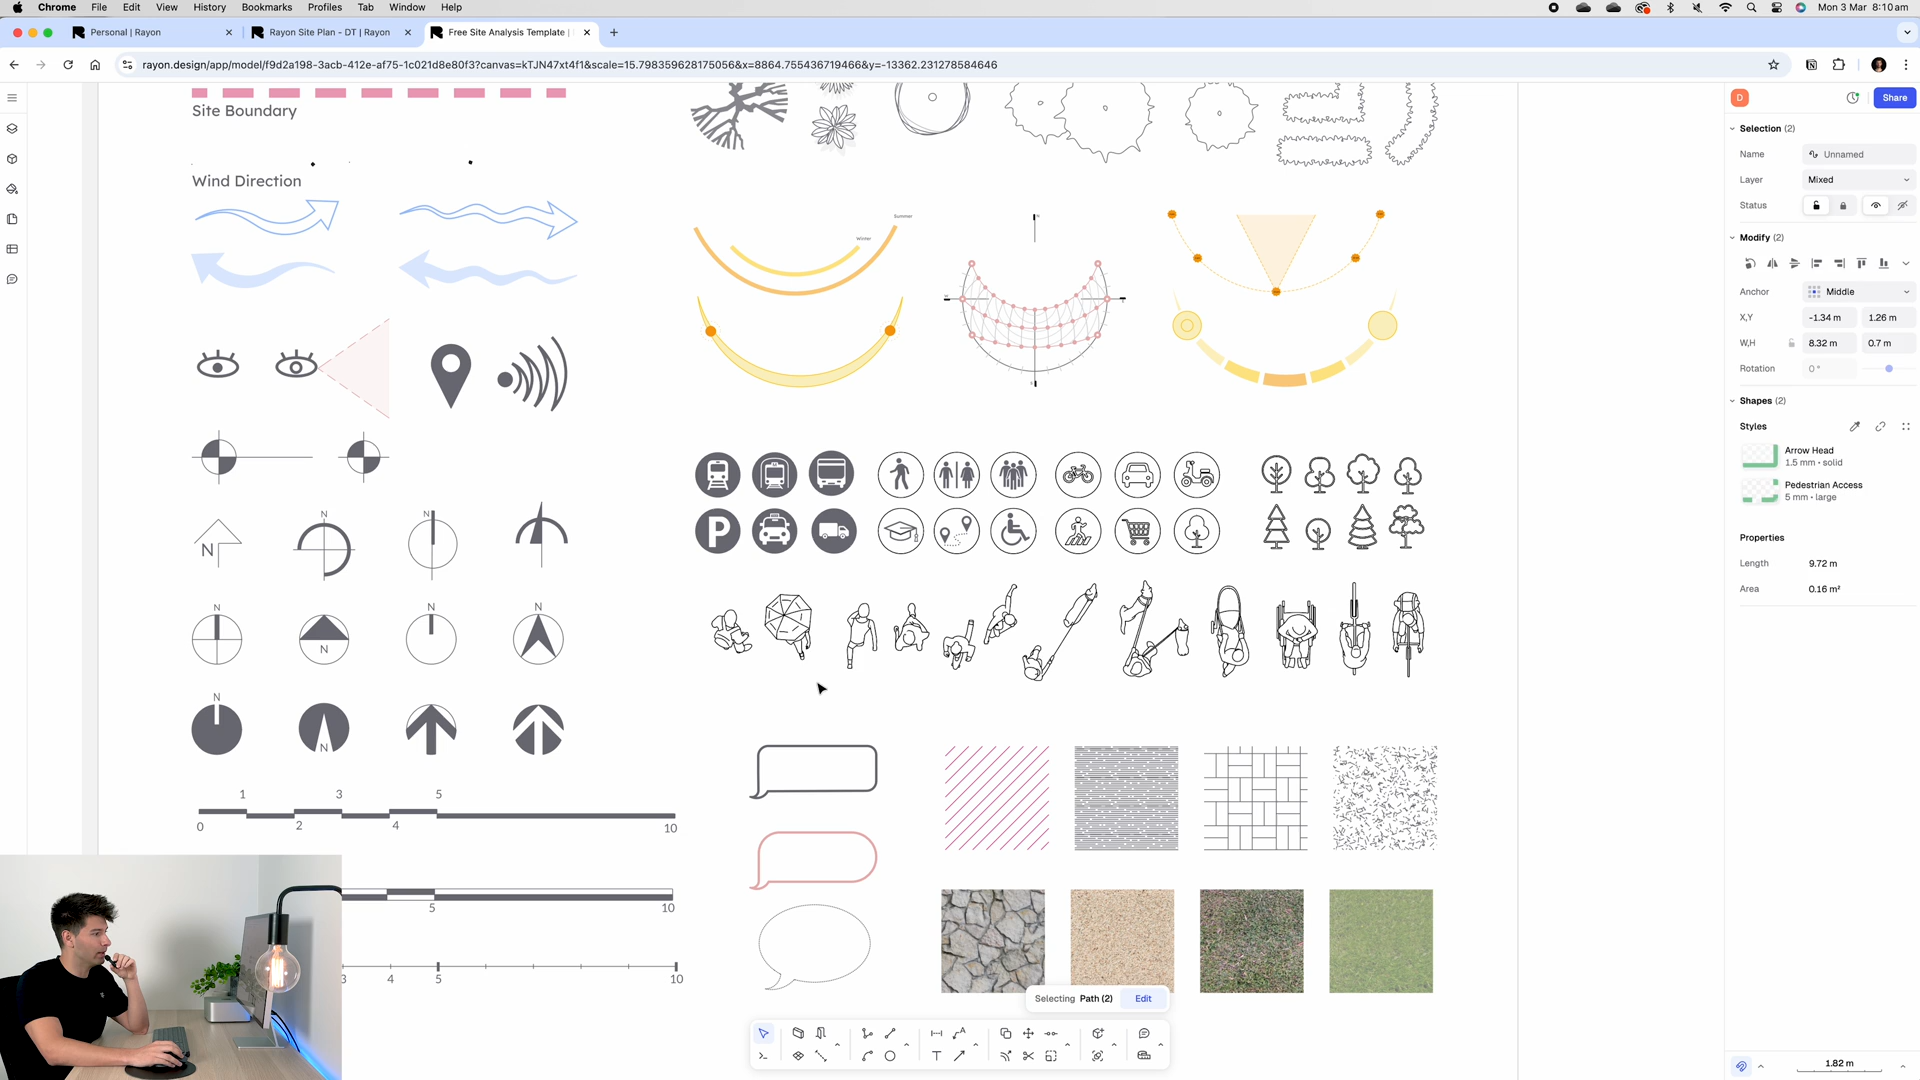 Chrome File Edit View History Bookmarks Profiles Tab Window Help
Mon 3 Mar 8:10 am
Personal | Rayon
Rayon Site Plan - DT | Rayon
Free Site Analysis Template |
rayon.design/app/model/f9d2a198-3acb-412e-af75-1c021d8e80f3?canvas=kTJN47xt4f1&scale=15.798359628175056&x=8864.755436719466&y=-13362.231278584646
D
Share
Site Boundary
Wind Direction
Summer
Winter
N
N
N
N
N
N
N
N
N
N
N
P
1 3 5
0 2 4 10
5 10
3 4 5 10
Selection (2)
Name Unnamed
Layer Mixed
Status
Modify (2)
Anchor Middle
X,Y -1.34 m 1.26 m
W,H 8.32 m 0.7 m
Rotation 0 °
Shapes (2)
Styles
Arrow Head
1.5 mm • solid
Pedestrian Access
5 mm • large
Properties
Length 9.72 m
Area 0.16 m²
Selecting Path (2) Edit
T
1.82 m